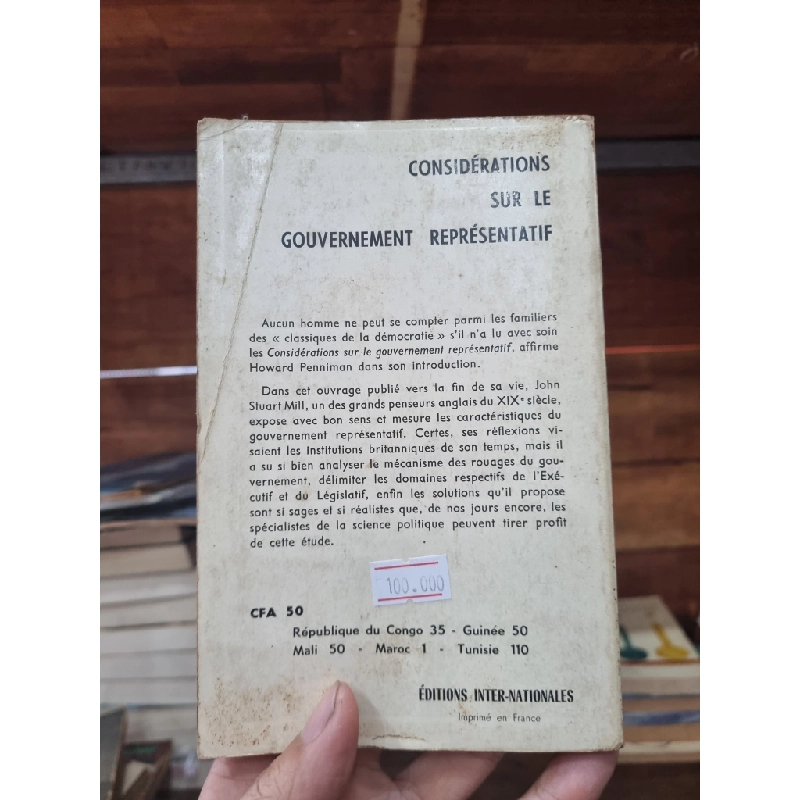 CONSIDÉRATIONS
SUR LE
GOUVERNEMENT REPRÉSENTATIF
Aucun homme ne peut se compter parmi les familiers
des « classiques de la démocratie » s'il n'a lu avec soin
les Considérations sur le gouvernement représentatif, affirme
Howard Penniman dans son introduction.
Dans cet ouvrage publié vers la fin de sa vie, John
Stuart Mill, un des grands penseurs anglais du XIXe siècle,
expose avec bon sens et mesure les caractéristiques du
gouvernement représentatif. Certes, ses réflexions vi-
saient les Institutions britanniques de son temps, mais il
a su si bien analyser le mécanisme des rouages du gou-
vernement, délimiter les domaines respectifs de l'Exé-
cutif et du Législatif, enfin les solutions qu'il propose
sont si sages et si réalistes que, de nos jours encore, les
spécialistes de la science politique peuvent tirer profit
de cette étude.
100.000
CFA 50
République du Congo 35 - Guinée 50
Mali 50 - Maroc 1 - Tunisie 110
ÉDITIONS INTER-NATIONALES
Imprimé en France